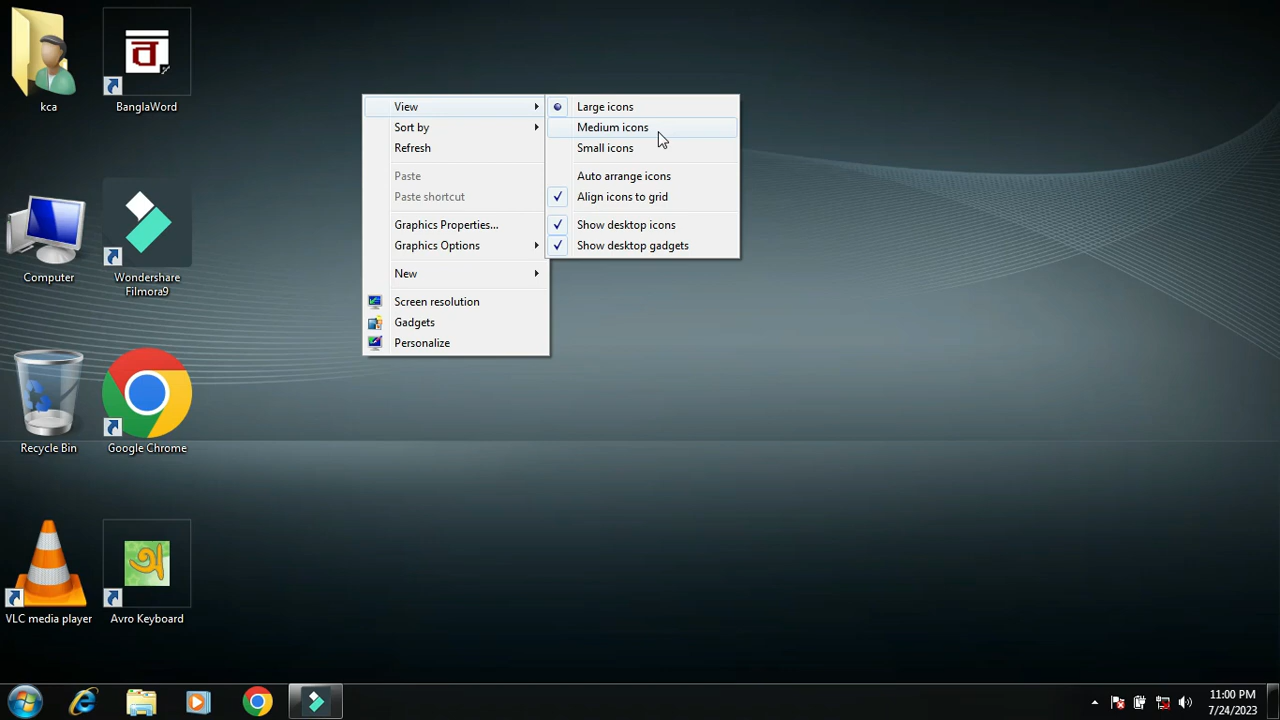 kca
BanglaWord
ব
Computer
Wondershare
Filmora9
Recycle Bin
Google Chrome
VLC media player
Avro Keyboard
অ
View
Sort by
Refresh
Paste
Paste shortcut
Graphics Properties...
Graphics Options
New
Screen resolution
Gadgets
Personalize
Large icons
Medium icons
Small icons
Auto arrange icons
Align icons to grid
Show desktop icons
Show desktop gadgets
11:00 PM
7/24/2023